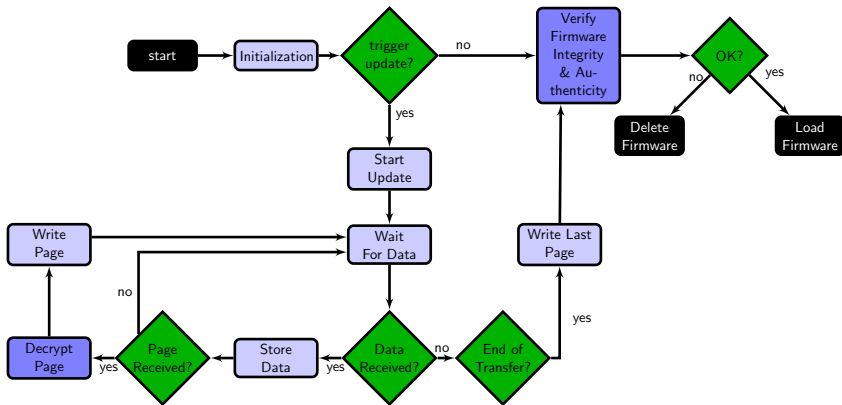 start
Initialization
trigger
update?
no
Verify
Firmware
Integrity
& Au-
thenticity
OK?
no
yes
yes
Delete
Firmware
Load
Firmware
Start
Update
Write
Page
Wait
For Data
Write Last
Page
no
yes
Decrypt
Page
yes
Page
Received?
Store
Data
yes
Data
Received?
no
End of
Transfer?